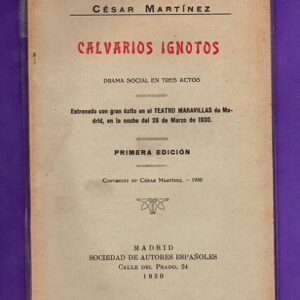 CÉSAR MARTÍNEZ
CALVARIOS IGNOTOS
DRAMA SOCIAL EN TRES ACTOS
Estrenado con gran éxito en el TEATRO MARAVILLAS de Ma-
drid, en la noche del 28 de Marzo de 1930.
PRIMERA EDICIÓN
COPYRIGHT BY CÉSAR MARTÍNEZ. — 1930
MADRID
SOCIEDAD DE AUTORES ESPAÑOLES
CALLE DEL PRADO, 24
1930